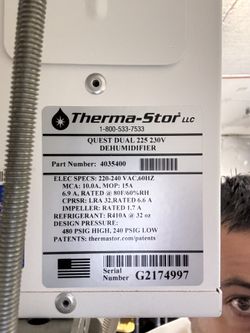 Therma-Stor LLC
1-800-533-7533
QUEST DUAL 225 230V
DEHUMIDIFIER
Part Number: 4035400
ELEC SPECS: 220-240 VAC,60HZ
MCA: 10.0A, MOP: 15A
6.9 A, RATED @ 80F/60%RH
CPRSR: LRA 32,RATED 6.6 A
IMPELLER: RATED 1.7 A
REFRIGERANT: R410A @ 32 oz
DESIGN PRESSURE:
480 PSIG HIGH, 240 PSIG LOW
PATENTS: thermastor.com/patents
Serial
Number G2174997